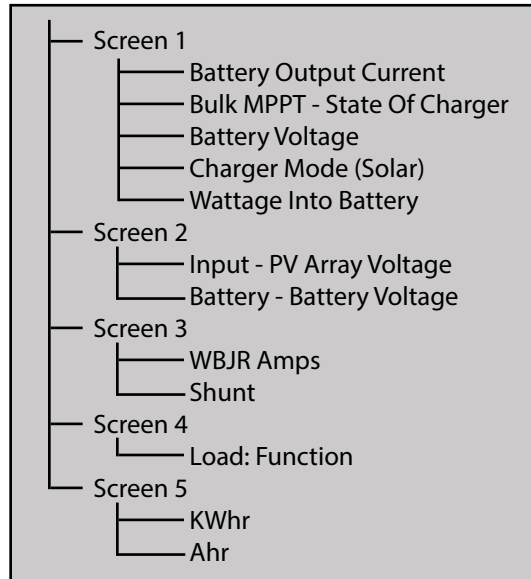 Screen 1
Battery Output Current
Bulk MPPT - State Of Charger
Battery Voltage
Charger Mode (Solar)
Wattage Into Battery
Screen 2
Input - PV Array Voltage
Battery - Battery Voltage
Screen 3
WBJR Amps
Shunt
Screen 4
Load: Function
Screen 5
KWhr
Ahr